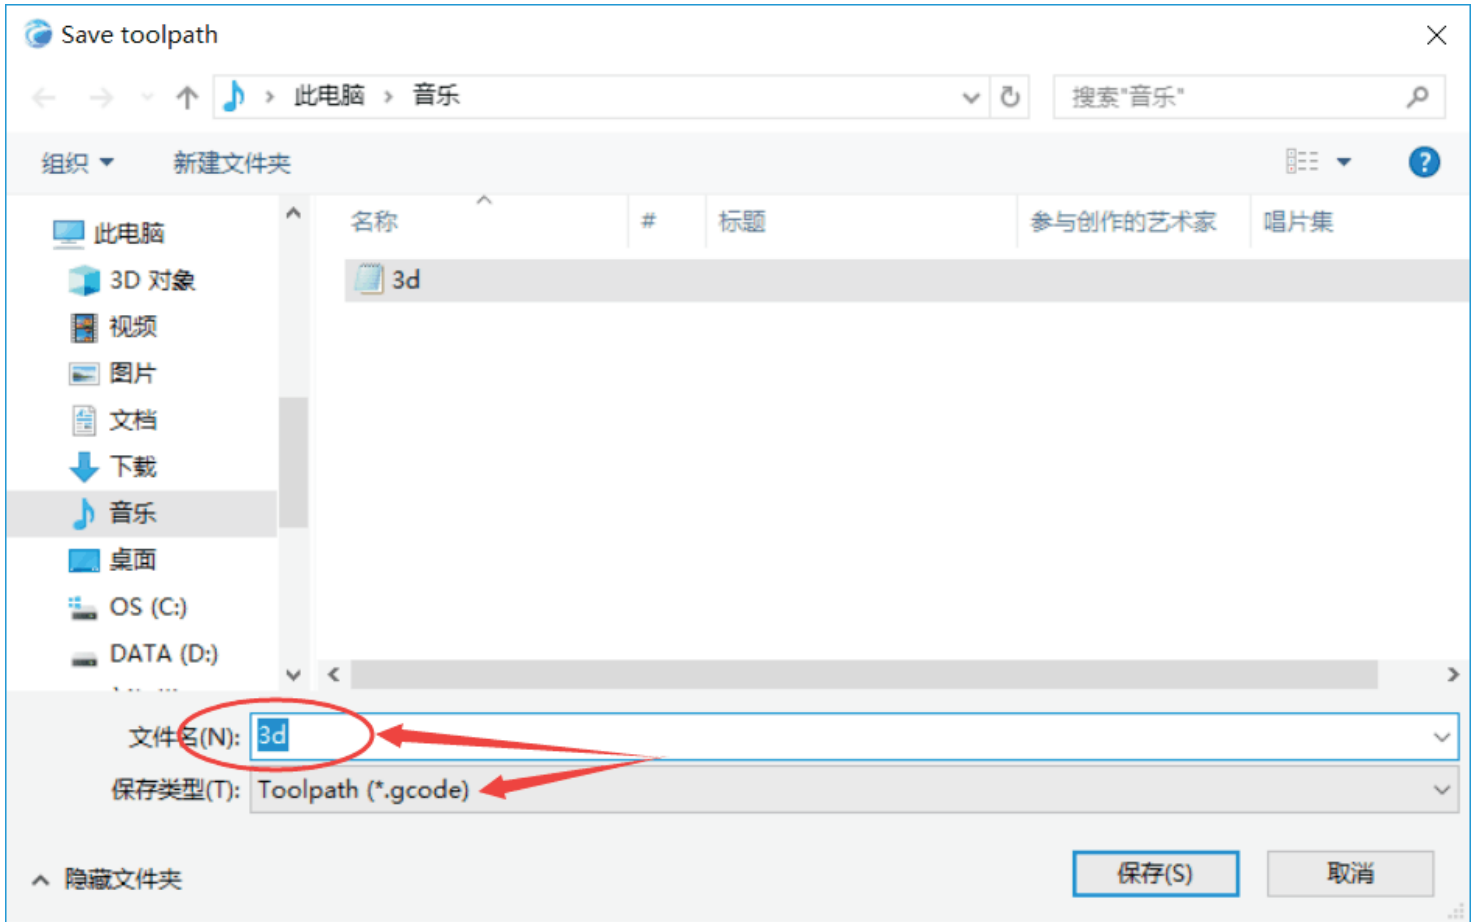 Save toolpath
此电脑 > 音乐
搜索"音乐"
组织
新建文件夹
名称 # 标题 参与创作的艺术家 唱片集
3d
此电脑
3D 对象
视频
图片
文档
下载
音乐
桌面
OS (C:)
DATA (D:)
文件名(N): 3d
保存类型(T): Toolpath (*.gcode)
隐藏文件夹
保存(S) 取消